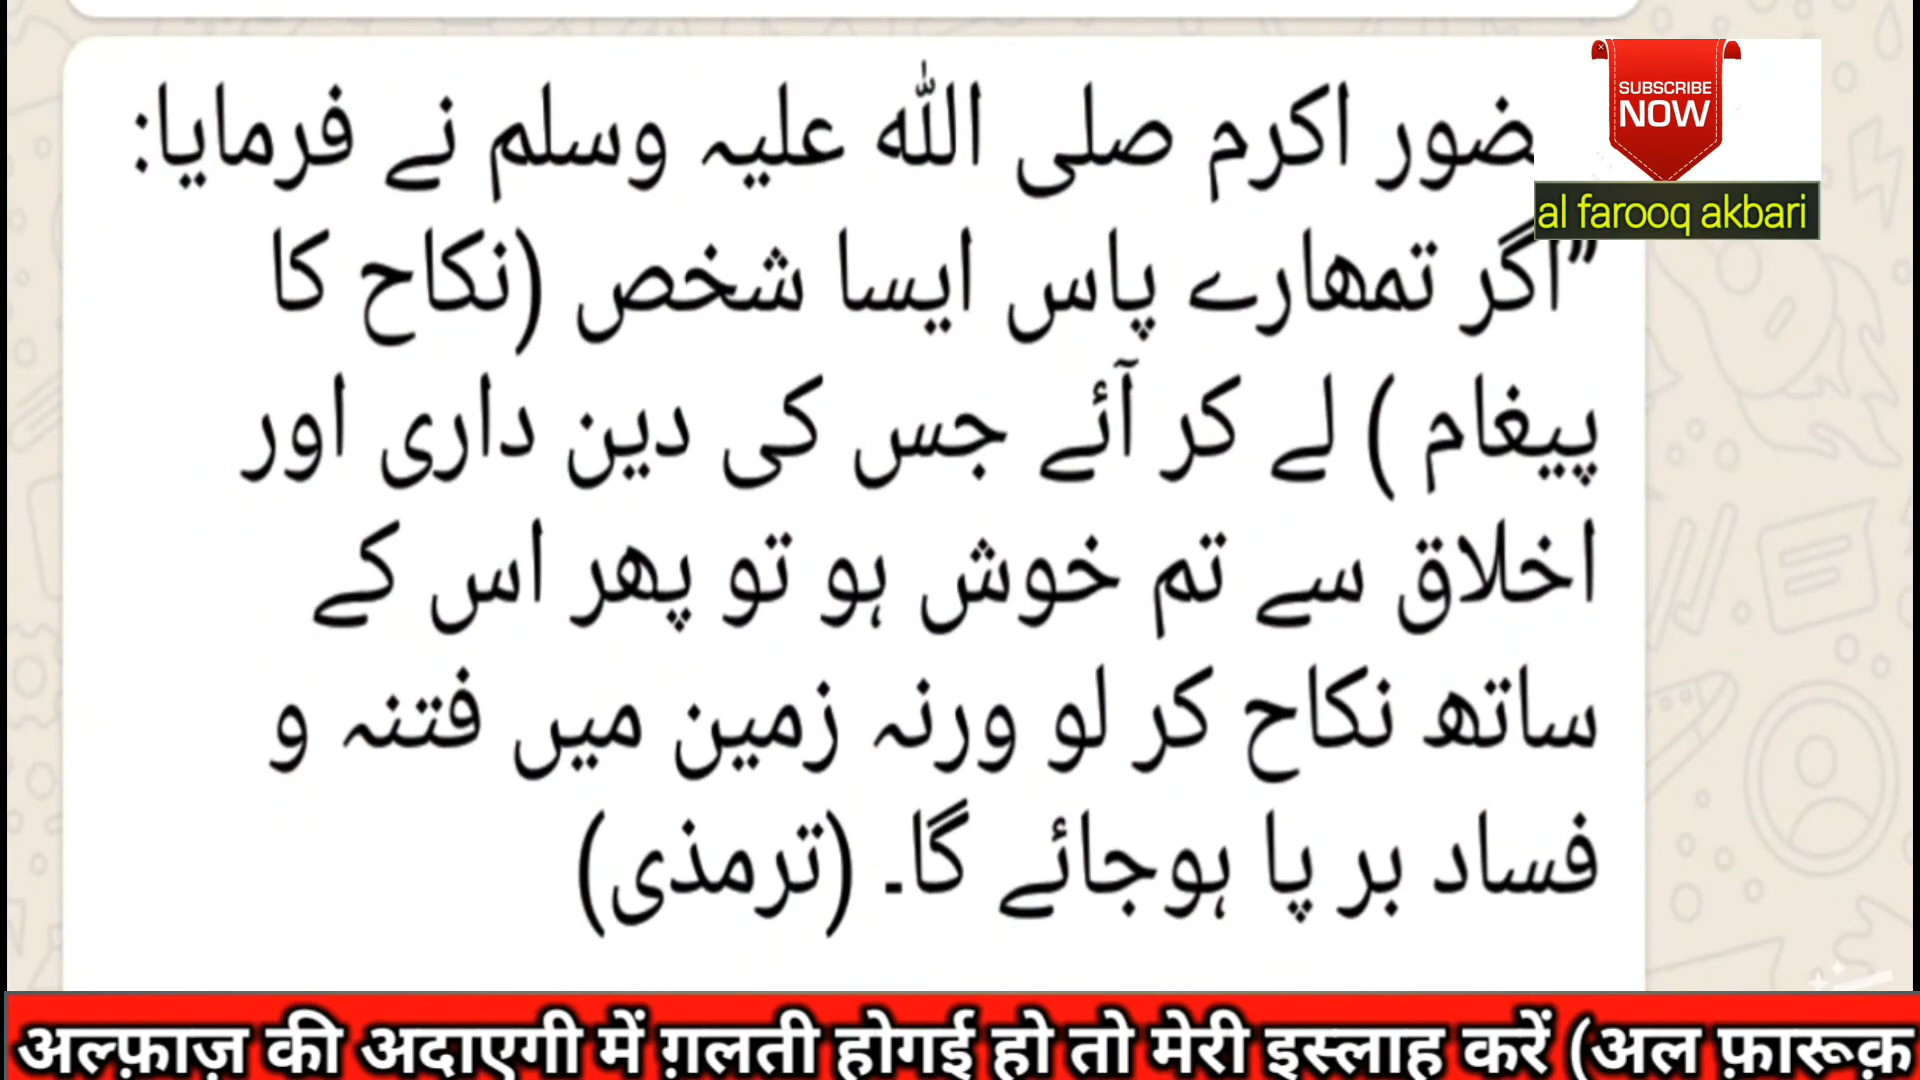 ضور اکرم صلی اللہ علیہ وسلم نے فرمایا:
”اگر تمھارے پاس ایسا شخص (نکاح کا
پیغام ) لے کر آئے جس کی دین داری اور
اخلاق سے تم خوش ہو تو پھر اس کے
ساتھ نکاح کر لو ورنہ زمین میں فتنہ و
فساد بر پا ہوجائے گا۔ (ترمذی)
SUBSCRIBE
NOW
al farooq akbari
अल्फ़ाज़ की अदाएगी में ग़लती होगई हो तो मेरी इस्लाह करें (अल फ़ारूक़